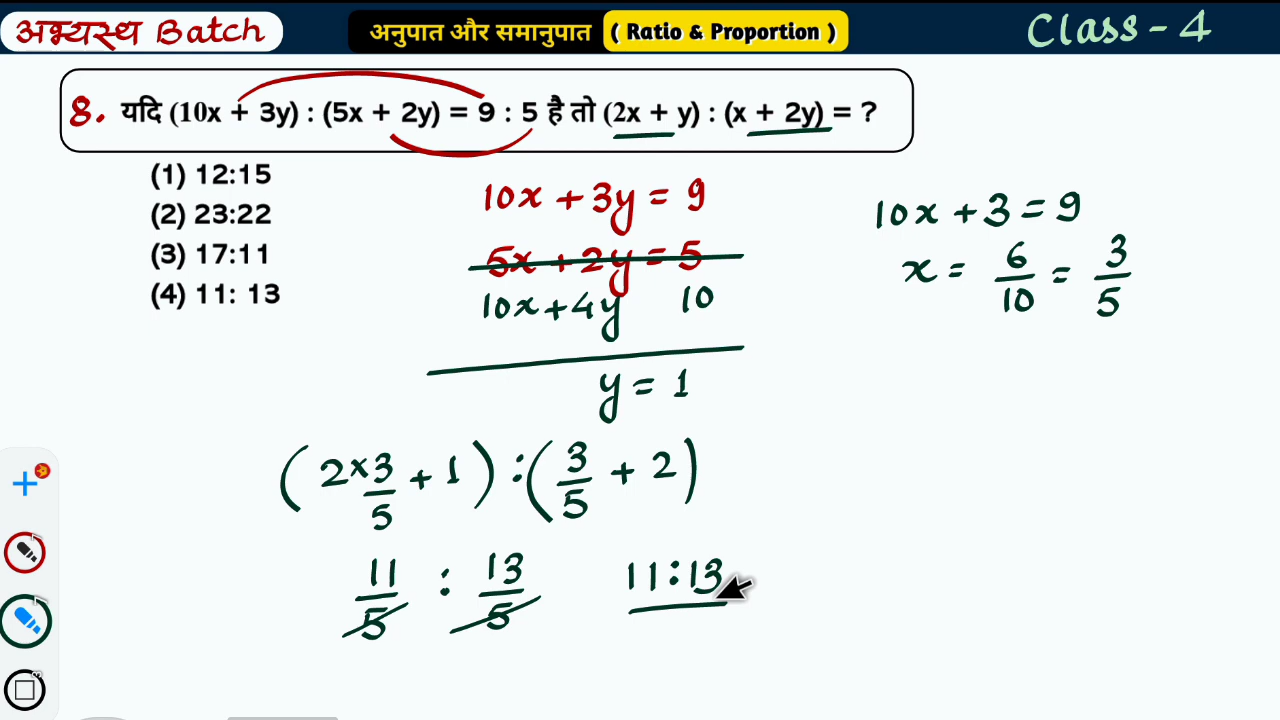 अभ्यस्थ Batch
अनुपात और समानुपात ( Ratio & Proportion )
Class - 4
8. यदि (10x + 3y) : (5x + 2y) = 9 : 5 है तो (2x + y) : (x + 2y) = ?
(1) 12:15
(2) 23:22
(3) 17:11
(4) 11: 13
10x + 3y = 9
5x + 2y = 5
10x + 4y 10
y = 1
10x + 3 = 9
x = 6/10 = 3/5
(2×3/5 + 1) : (3/5 + 2)
11/5 : 13/5
11:13